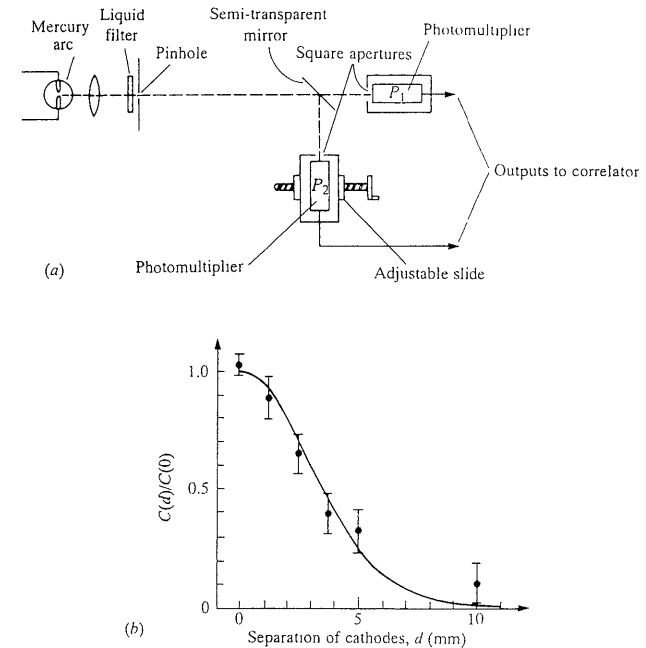 Mercury arc
Liquid filter
Pinhole
Semi-transparent mirror
Square apertures
Photomultiplier
P1
P2
Outputs to correlator
Photomultiplier
Adjustable slide
(a)
C(d)/C(0)
1.0
0.5
0
0 5 10
Separation of cathodes, d (mm)
(b)